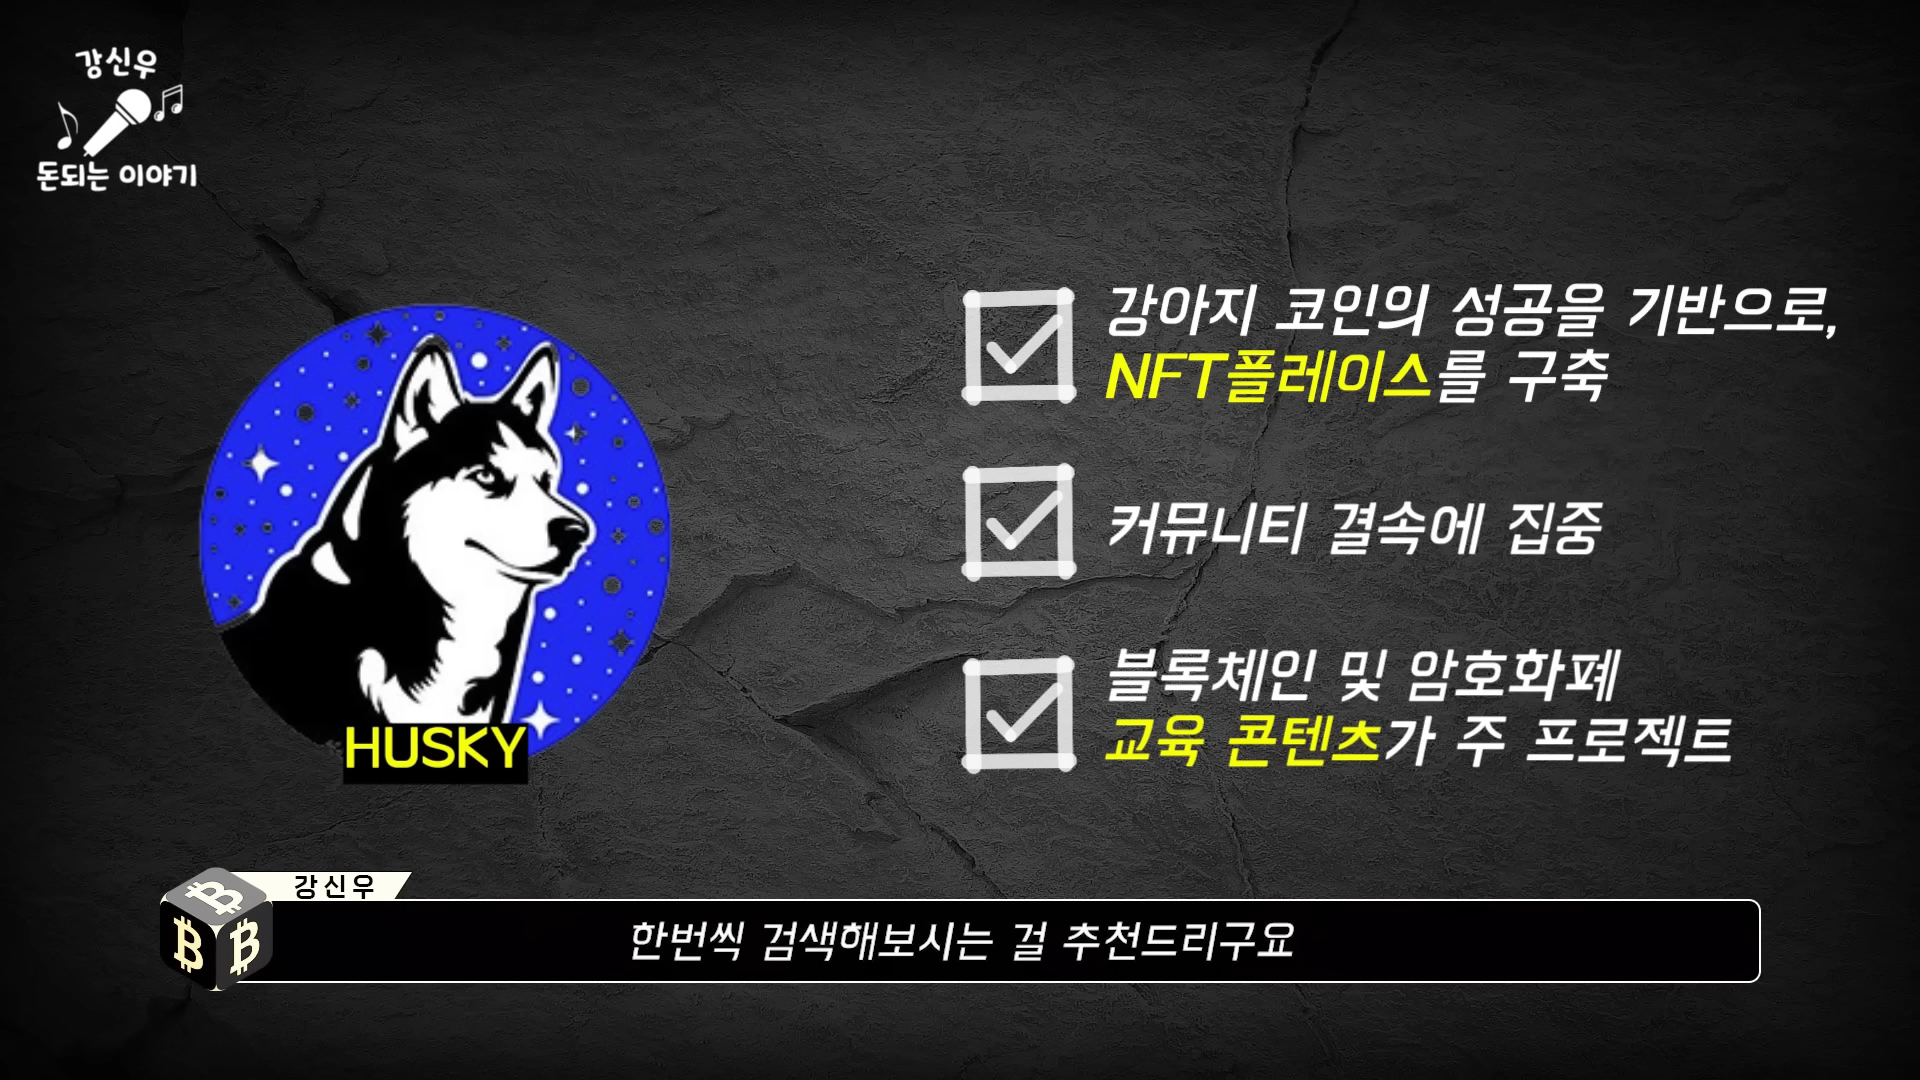 강신우
돈되는 이야기
강아지 코인의 성공을 기반으로,
NFT플레이스를 구축
커뮤니티 결속에 집중
블록체인 및 암호화폐
교육 콘텐츠가 주 프로젝트
HUSKY
강신우
한번씩 검색해보시는 걸 추천드리구요